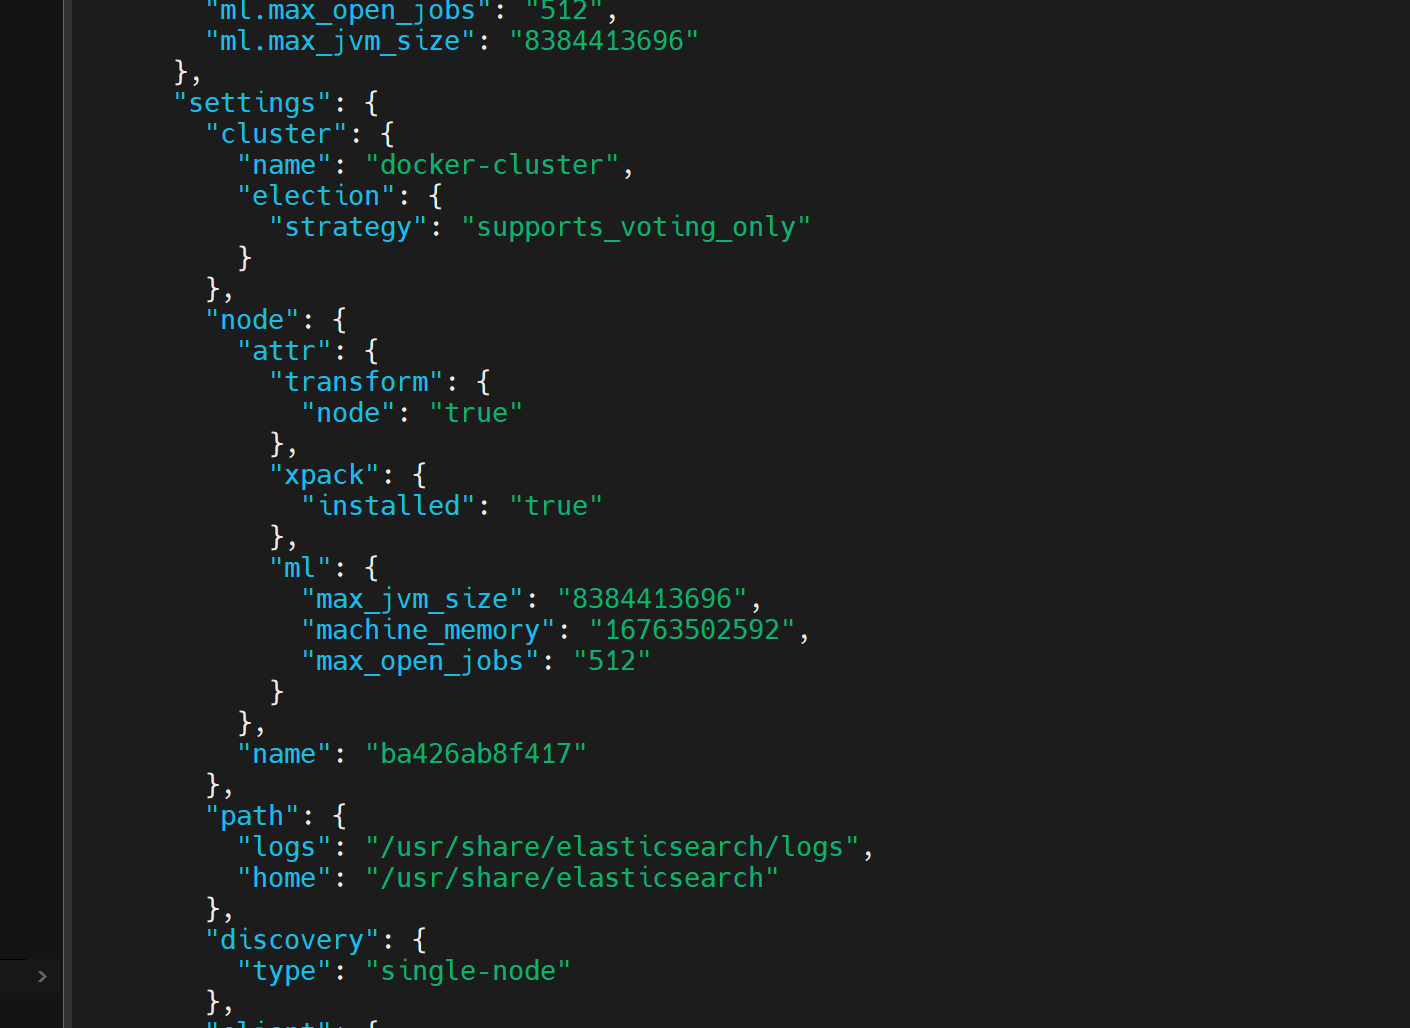 "ml.max_open_jobs": "512",
"ml.max_jvm_size": "8384413696"
},
"settings": {
"cluster": {
"name": "docker-cluster",
"election": {
"strategy": "supports_voting_only"
}
},
"node": {
"attr": {
"transform": {
"node": "true"
},
"xpack": {
"installed": "true"
},
"ml": {
"max_jvm_size": "8384413696",
"machine_memory": "16763502592",
"max_open_jobs": "512"
}
},
"name": "ba426ab8f417"
},
"path": {
"logs": "/usr/share/elasticsearch/logs",
"home": "/usr/share/elasticsearch"
},
"discovery": {
"type": "single-node"
},